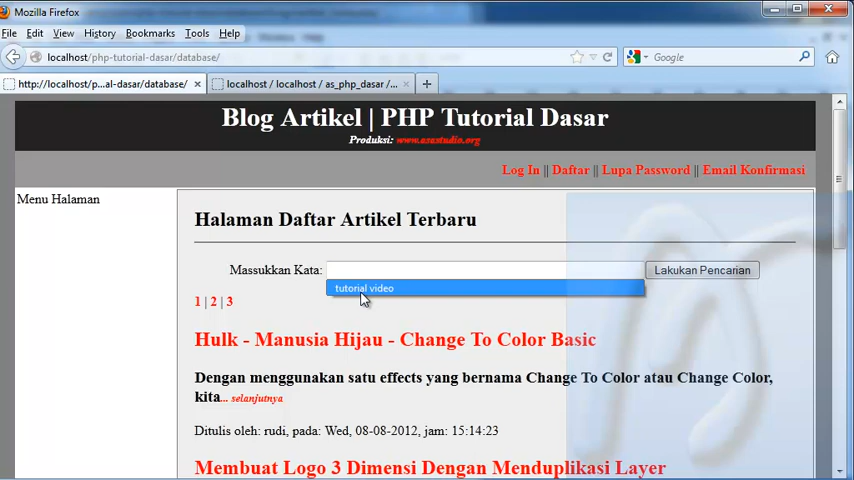 Mozilla Firefox
File Edit View History Bookmarks Tools Help
localhost/php-tutorial-dasar/database/
Google
http://localhost/p...al-dasar/database/
localhost / localhost / as_php_dasar /...
Blog Artikel | PHP Tutorial Dasar
Produksi: www.asastudio.org
Log In || Daftar || Lupa Password || Email Konfirmasi
Menu Halaman
Halaman Daftar Artikel Terbaru
Massukkan Kata:
Lakukan Pencarian
tutorial video
1 | 2 | 3
Hulk - Manusia Hijau - Change To Color Basic
Dengan menggunakan satu effects yang bernama Change To Color atau Change Color,
kita... selanjutnya
Ditulis oleh: rudi, pada: Wed, 08-08-2012, jam: 15:14:23
Membuat Logo 3 Dimensi Dengan Menduplikasi Layer